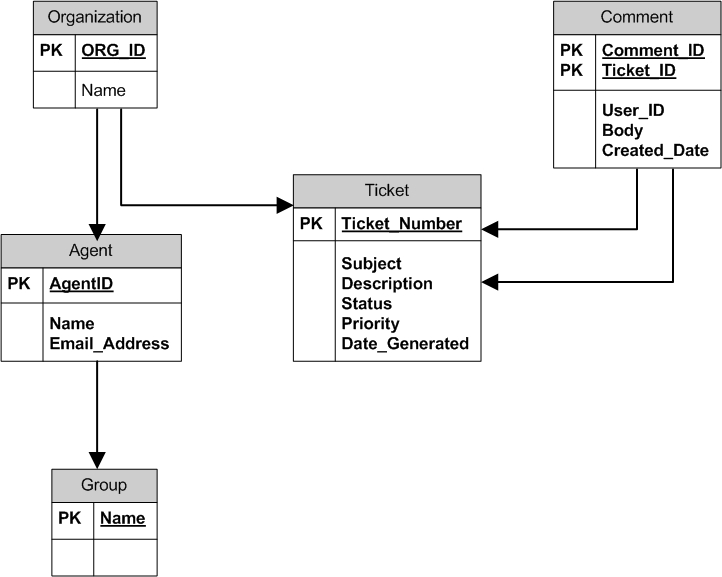 Organization
PK ORG_ID
Name
Comment
PK Comment_ID
PK Ticket_ID
User_ID
Body
Created_Date
Ticket
PK Ticket_Number
Subject
Description
Status
Priority
Date_Generated
Agent
PK AgentID
Name
Email_Address
Group
PK Name